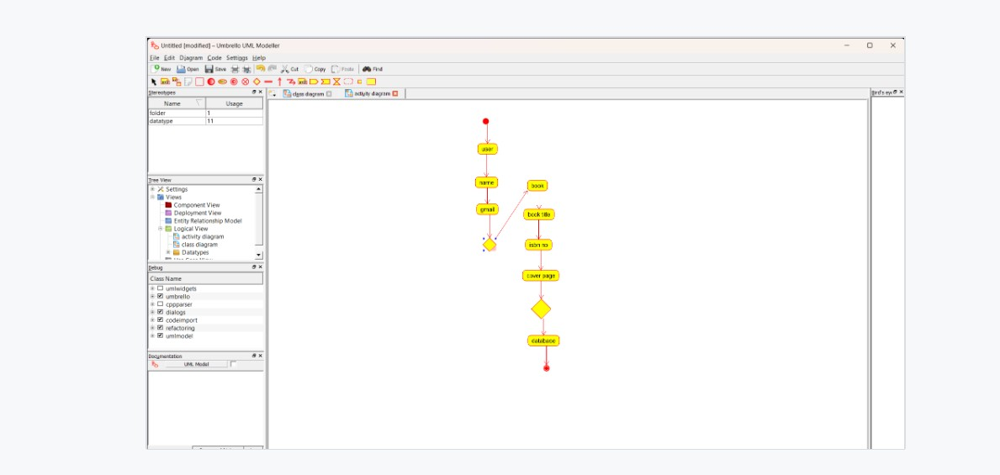 Untitled [modified] – Umbrello UML Modeller
File Edit Diagram Code Settings Help
New Open Save Cut Copy Paste Find
Stereotypes
class diagram activity diagram
Bird's ey
Name Usage
folder 1
datatype 11
Tree View
Settings
Views
Component View
Deployment View
Entity Relationship Model
Logical View
activity diagram
class diagram
Datatypes
Debug
Class Name
umlwidgets
umbrello
cppparser
dialogs
codeimport
refactoring
umlmodel
Documentation
UML Model
user
name
gmail
book
book title
isbn no
cover page
database